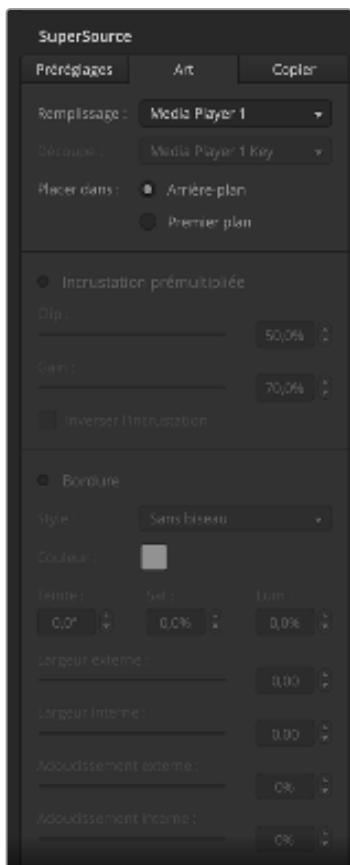 SuperSource
Préréglages Art Copier
Remplissage : Media Player 1
Découpe : Media Player 1 Key
Placer dans : Arrière-plan
Premier plan
Incrustation prémultipliée
Clip :
50,0%
Gain :
70,0%
Inverser l'incrustation
Bordure
Style : Sans biseau
Couleur :
Teinte : Sat : Lum :
0,0° 0,0% 0,0%
Largeur externe :
0,00
Largeur interne :
0,00
Adoucissement externe :
0%
Adoucissement interne :
0%